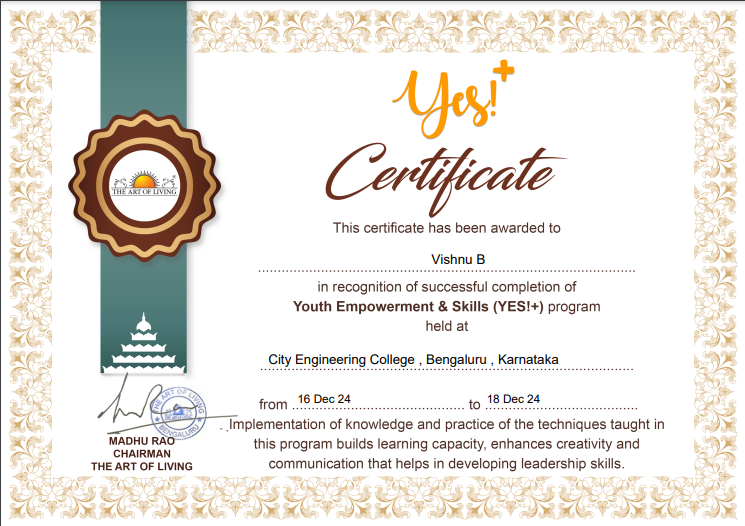 Yes!+
Certificate
THE ART OF LIVING
This certificate has been awarded to
Vishnu B
in recognition of successful completion of
Youth Empowerment & Skills (YES!+) program
held at
City Engineering College , Bengaluru , Karnataka
from 16 Dec 24 to 18 Dec 24
Implementation of knowledge and practice of the techniques taught in
this program builds learning capacity, enhances creativity and
communication that helps in developing leadership skills.
THE ART OF LIVING
BENGALURU
MADHU RAO
CHAIRMAN
THE ART OF LIVING